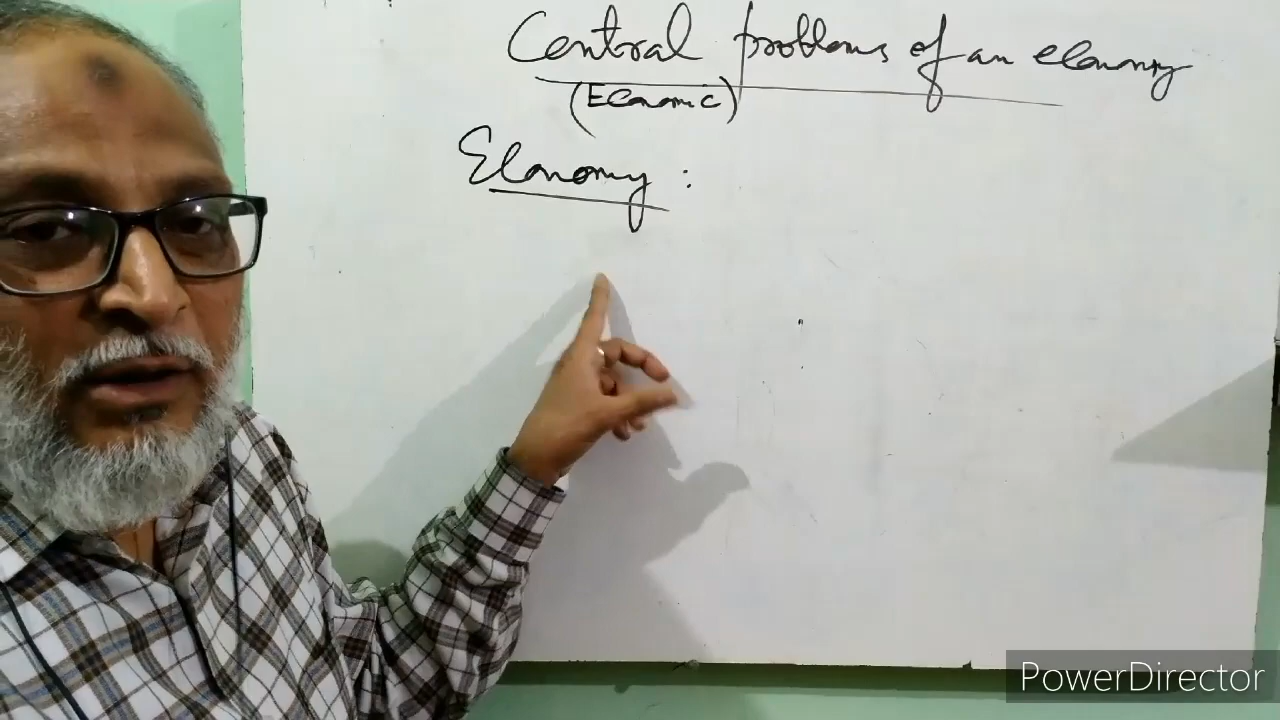 Central problems of an economy
(Economic)
Economy :
PowerDirector